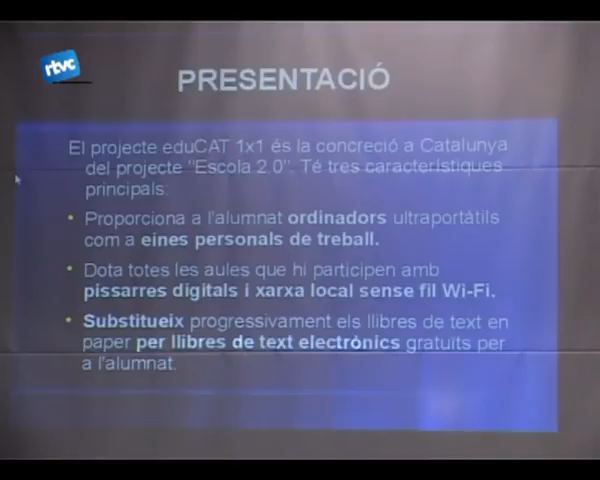 rtvc
PRESENTACIÓ
El projecte eduCAT 1x1 és la concreció a Catalunya
del projecte "Escola 2.0". Té tres característiques
principals:
• Proporciona a l'alumnat ordinadors ultraportàtils
com a eines personals de treball.
• Dota totes les aules que hi participen amb
pissarres digitals i xarxa local sense fil Wi-Fi.
• Substitueix progressivament els llibres de text en
paper per llibres de text electrònics gratuïts per
a l'alumnat.